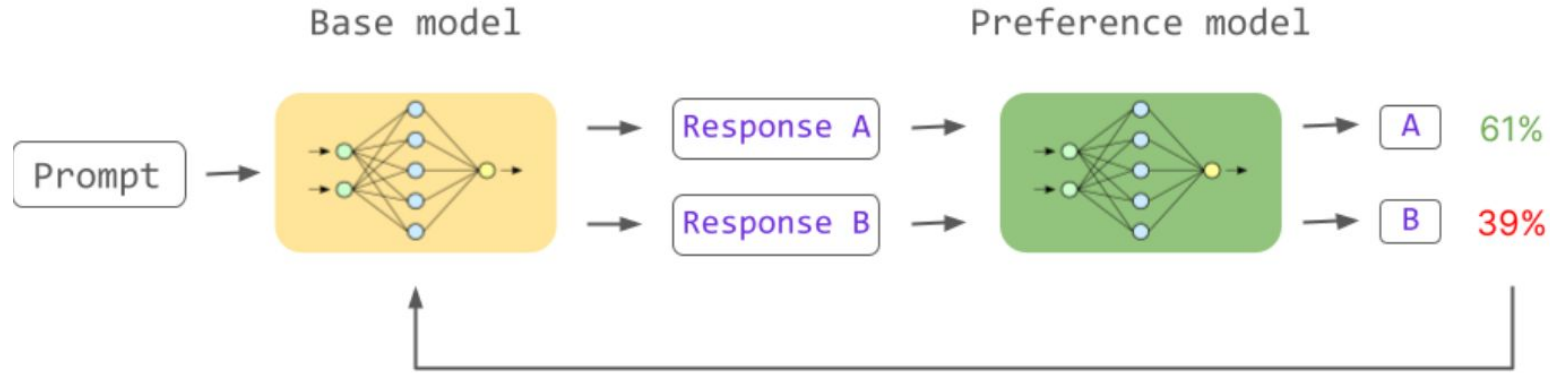 Base model
Preference model
Prompt
Response A
Response B
A
61%
B
39%